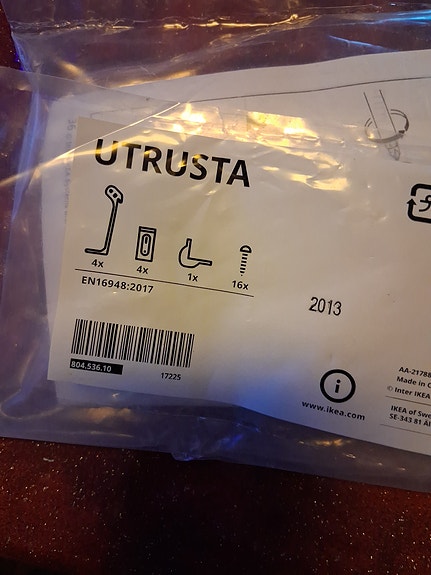 UTRUSTA
4x
4x
1x
16x
EN16948:2017
2013
804.536.10
17225
www.ikea.com
AA-21788
Made in C
© Inter IKEA
IKEA of Swe
SE-343 81 Äl